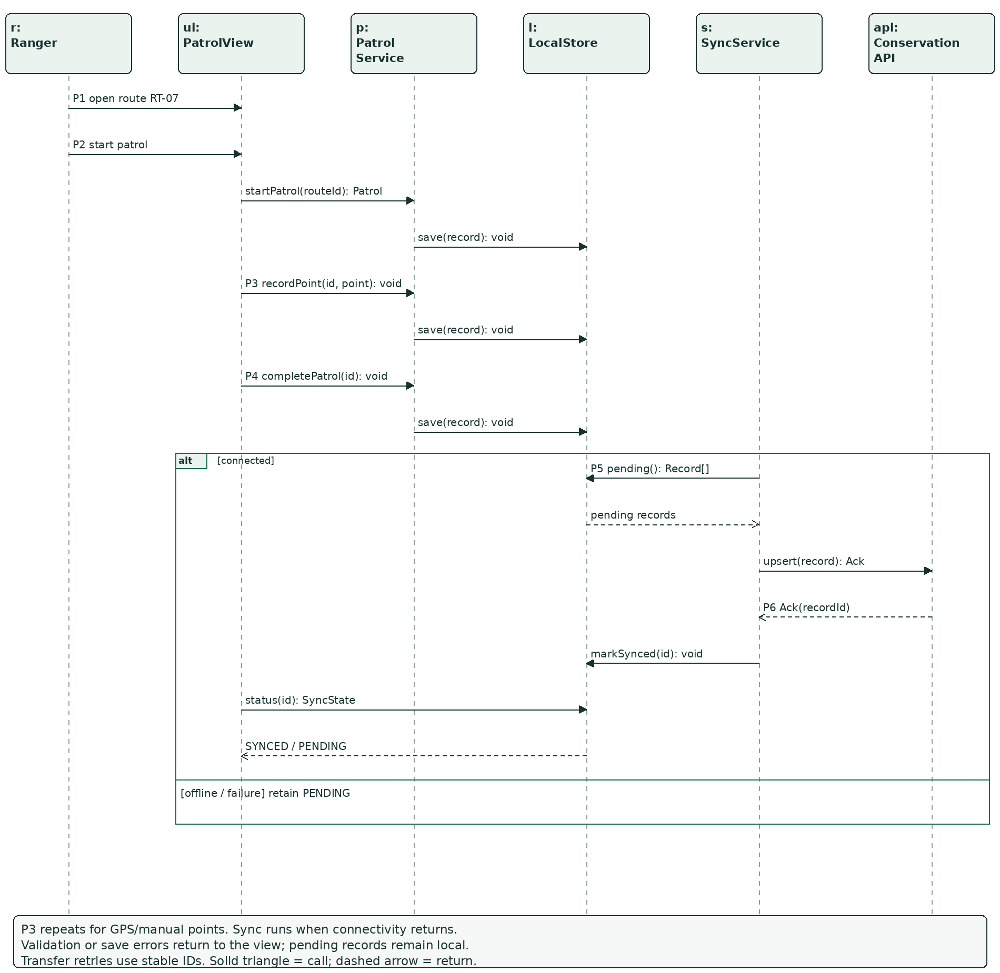 r:
Ranger
ui:
PatrolView
p:
Patrol
Service
l:
LocalStore
s:
SyncService
api:
Conservation
API
P1 open route RT-07
P2 start patrol
startPatrol(routeId): Patrol
save(record): void
P3 recordPoint(id, point): void
save(record): void
P4 completePatrol(id): void
save(record): void
alt
[connected]
P5 pending(): Record[]
pending records
upsert(record): Ack
P6 Ack(recordId)
markSynced(id): void
status(id): SyncState
SYNCED / PENDING
[offline / failure] retain PENDING
P3 repeats for GPS/manual points. Sync runs when connectivity returns.
Validation or save errors return to the view; pending records remain local.
Transfer retries use stable IDs. Solid triangle = call; dashed arrow = return.